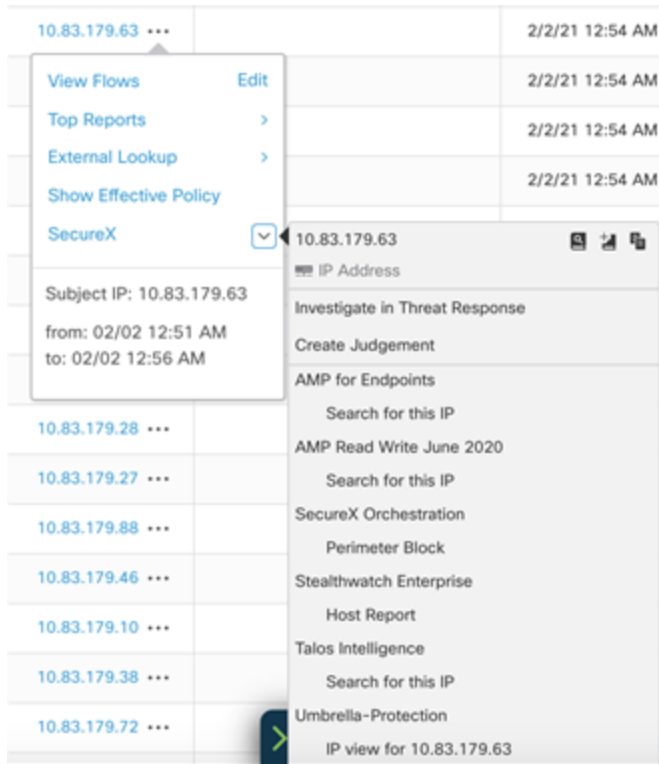 10.83.179.63 •••
2/2/21 12:54 AM
View Flows
Edit
2/2/21 12:54 AM
Top Reports
2/2/21 12:54 AM
External Lookup
Show Effective Policy
2/2/21 12:54 AM
SecureX
Subject IP: 10.83.179.63
from: 02/02 12:51 AM
to: 02/02 12:56 AM
10.83.179.63
IP Address
Investigate in Threat Response
Create Judgement
AMP for Endpoints
Search for this IP
AMP Read Write June 2020
Search for this IP
SecureX Orchestration
Perimeter Block
Stealthwatch Enterprise
Host Report
Talos Intelligence
Search for this IP
Umbrella-Protection
IP view for 10.83.179.63
10.83.179.28 •••
10.83.179.27 •••
10.83.179.88 •••
10.83.179.46 •••
10.83.179.10 •••
10.83.179.38 •••
10.83.179.72 •••